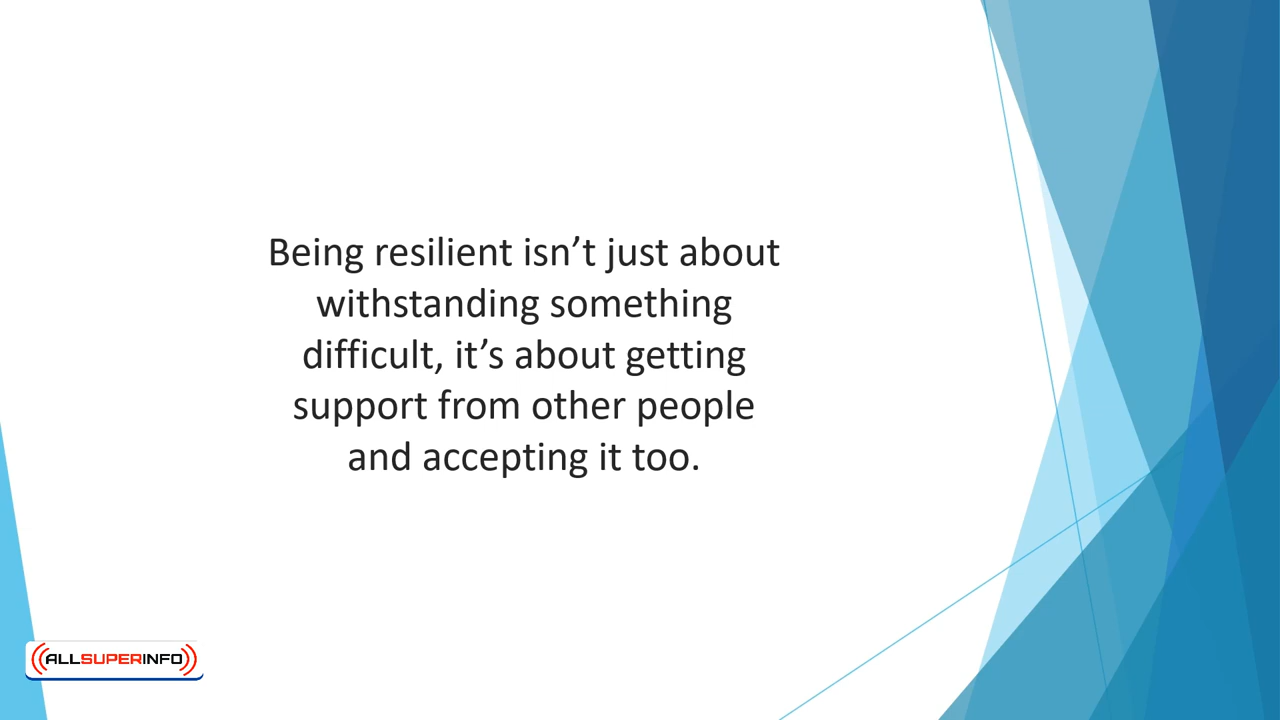 Being resilient isn’t just about
withstanding something
difficult, it’s about getting
support from other people
and accepting it too.
ALLSUPERINFO